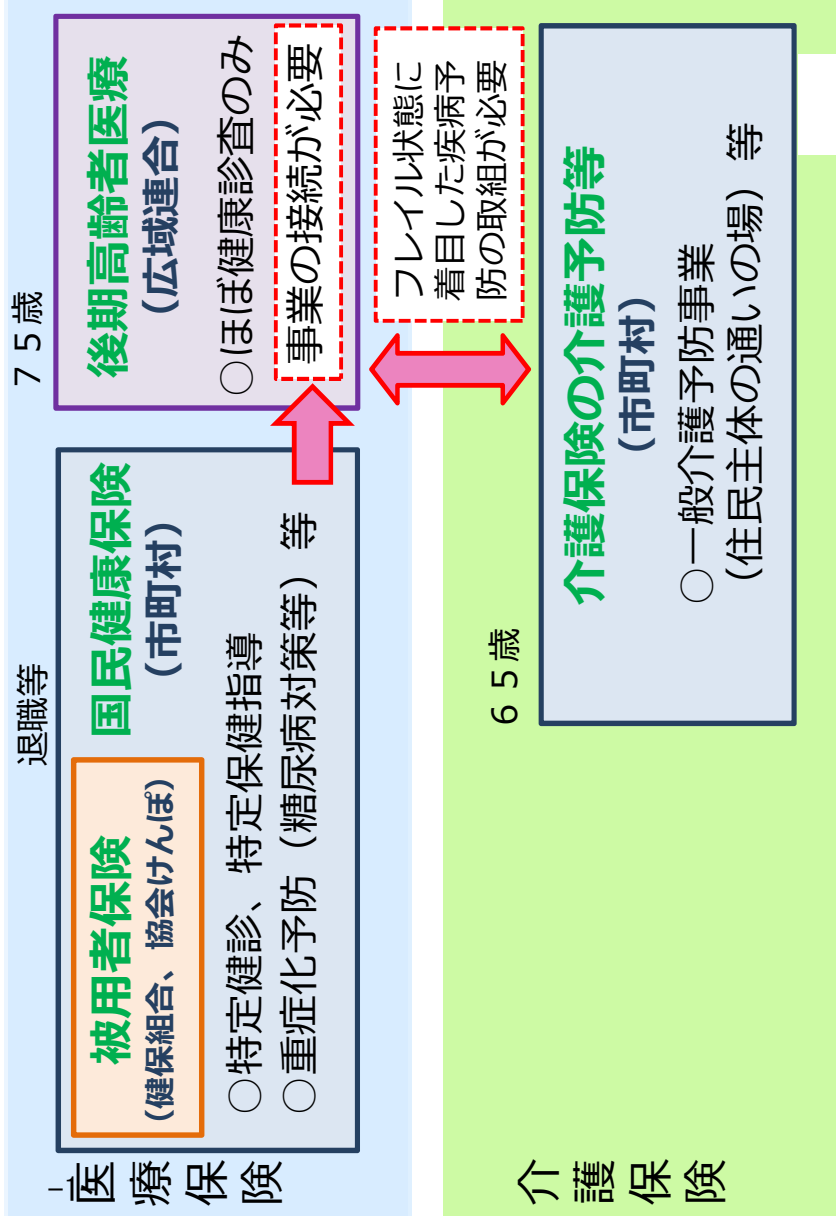 医療保険
退職等
７５歳
被用者保険
（健保組合、協会けんぽ）
国民健康保険
（市町村）
○特定健診、特定保健指導
○重症化予防（糖尿病対策等）等
後期高齢者医療
（広域連合）
○ほぼ健康診査のみ
事業の接続が必要
フレイル状態に
着目した疾病予
防の取組が必要
介護保険
６５歳
介護保険の介護予防等
（市町村）
○一般介護予防事業
（住民主体の通いの場）等